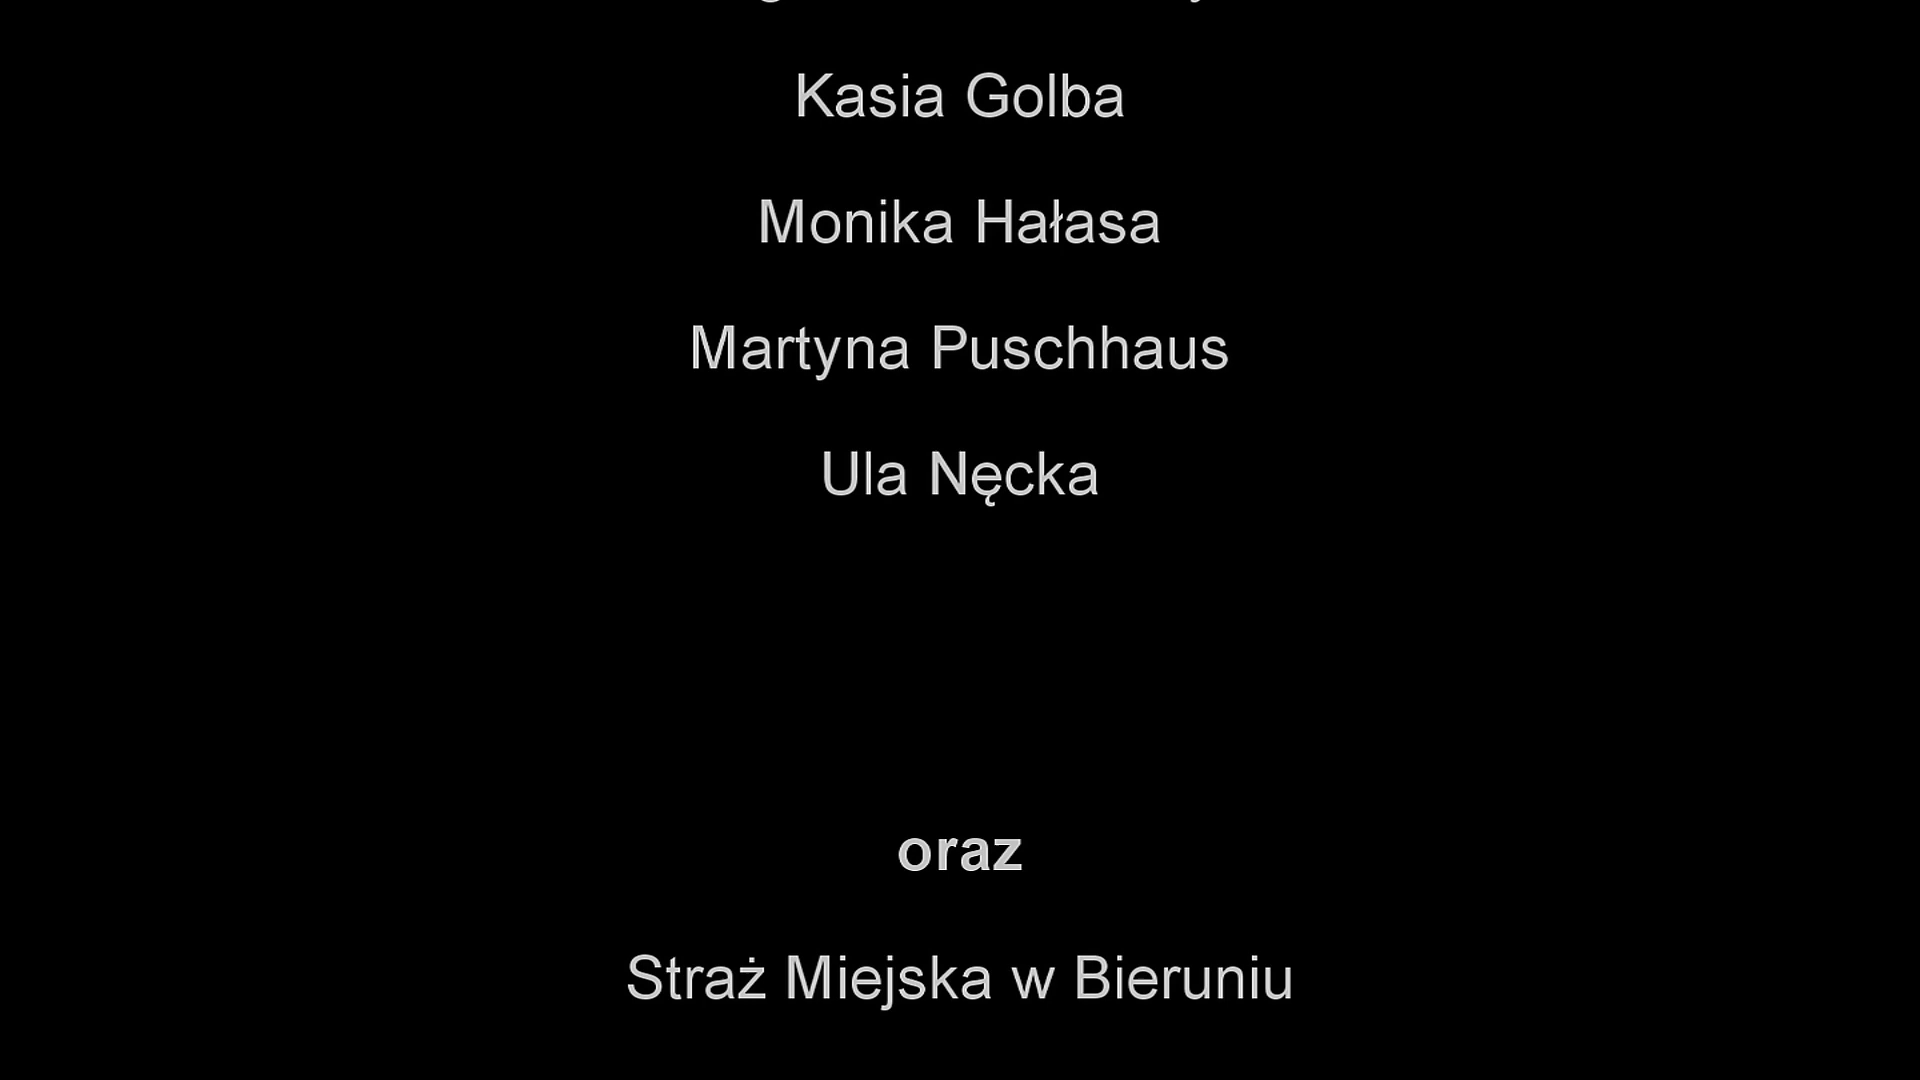 Kasia Golba
Monika Hałasa
Martyna Puschhaus
Ula Nęcka
oraz
Straż Miejska w Bieruniu